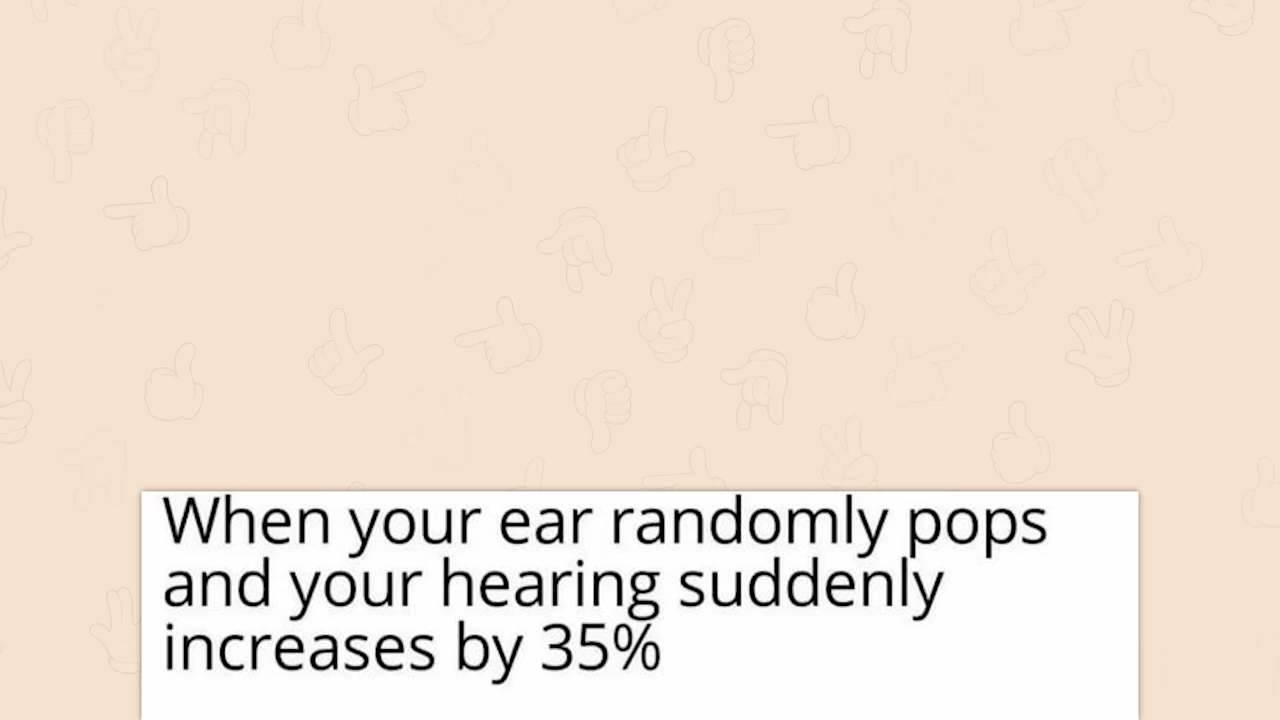 When your ear randomly pops
and your hearing suddenly
increases by 35%